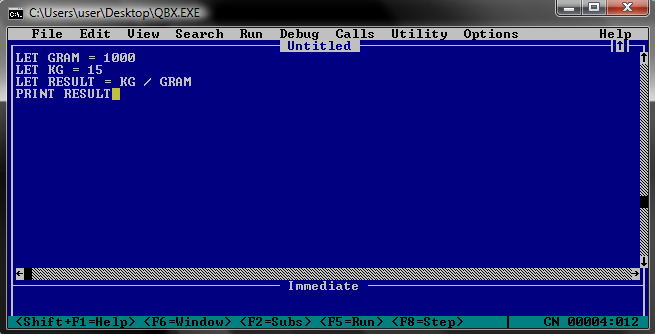 C:\Users\user\Desktop\QBX.EXE
File Edit View Search Run Debug Calls Utility Options Help
Untitled
LET GRAM = 1000
LET KG = 15
LET RESULT = KG / GRAM
PRINT RESULT
Immediate
<Shift+F1=Help> <F6=Window> <F2=Subs> <F5=Run> <F8=Step> CN 00004:012